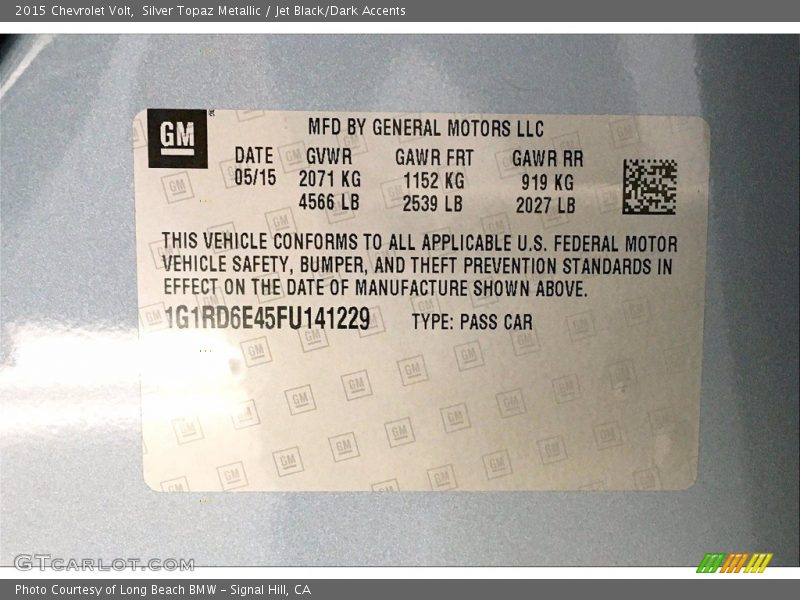 2015 Chevrolet Volt, Silver Topaz Metallic / Jet Black/Dark Accents
GM
MFD BY GENERAL MOTORS LLC
DATE GVWR GAWR FRT GAWR RR
05/15 2071 KG 1152 KG 919 KG
4566 LB 2539 LB 2027 LB
THIS VEHICLE CONFORMS TO ALL APPLICABLE U.S. FEDERAL MOTOR
VEHICLE SAFETY, BUMPER, AND THEFT PREVENTION STANDARDS IN
EFFECT ON THE DATE OF MANUFACTURE SHOWN ABOVE.
1G1RD6E45FU141229 TYPE: PASS CAR
GTcarlot.com
Photo Courtesy of Long Beach BMW - Signal Hill, CA